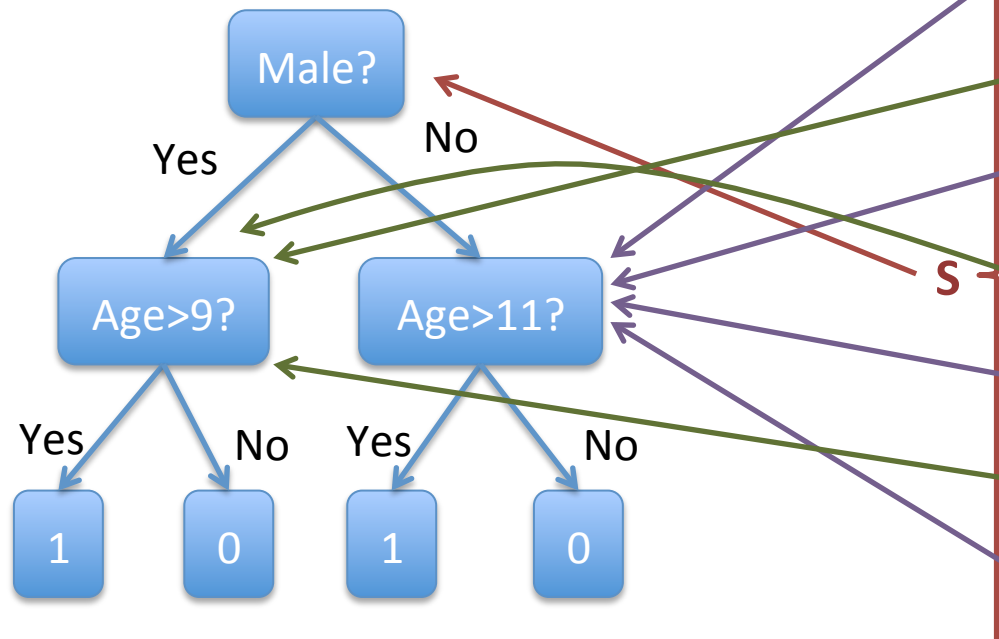 Male?
Yes
No
S
Age>9?
Age>11?
Yes
No
Yes
No
1
0
1
0